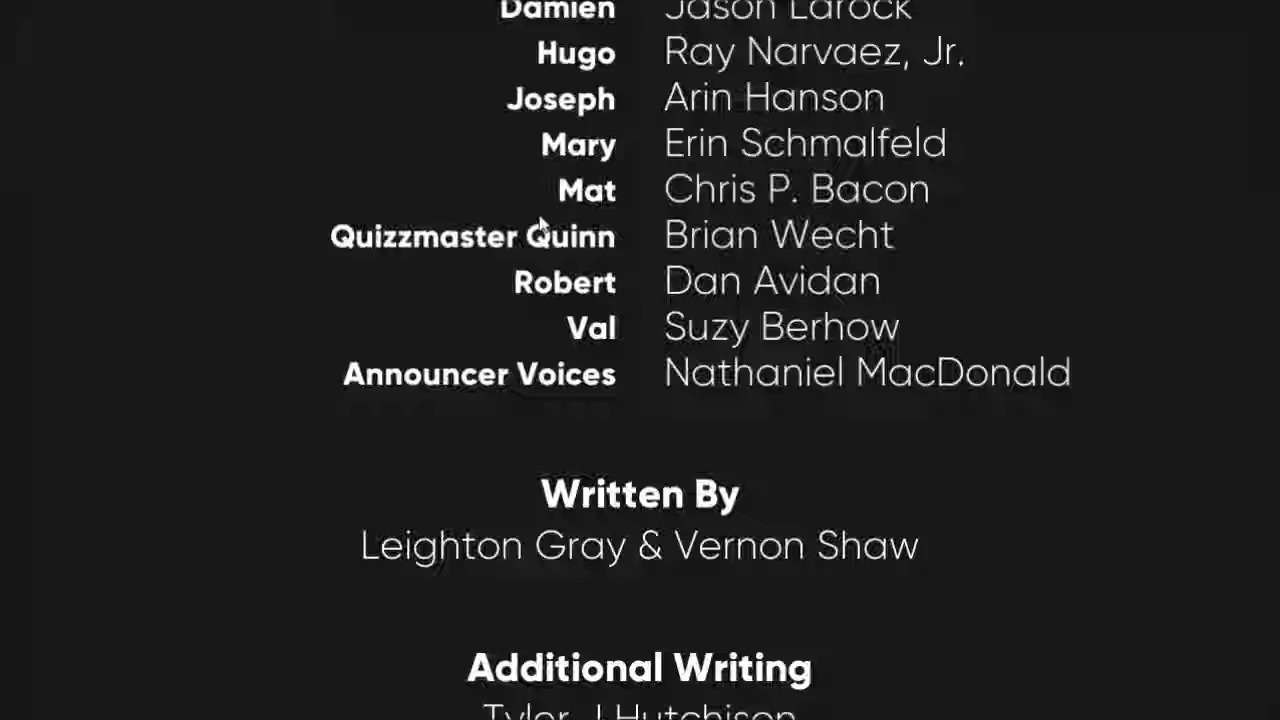 Damien Jason Larock
Hugo Ray Narvaez, Jr.
Joseph Arin Hanson
Mary Erin Schmalfeld
Mat Chris P. Bacon
Quizzmaster Quinn Brian Wecht
Robert Dan Avidan
Val Suzy Berhow
Announcer Voices Nathaniel MacDonald
Written By
Leighton Gray & Vernon Shaw
Additional Writing
Tyler J Hutchison